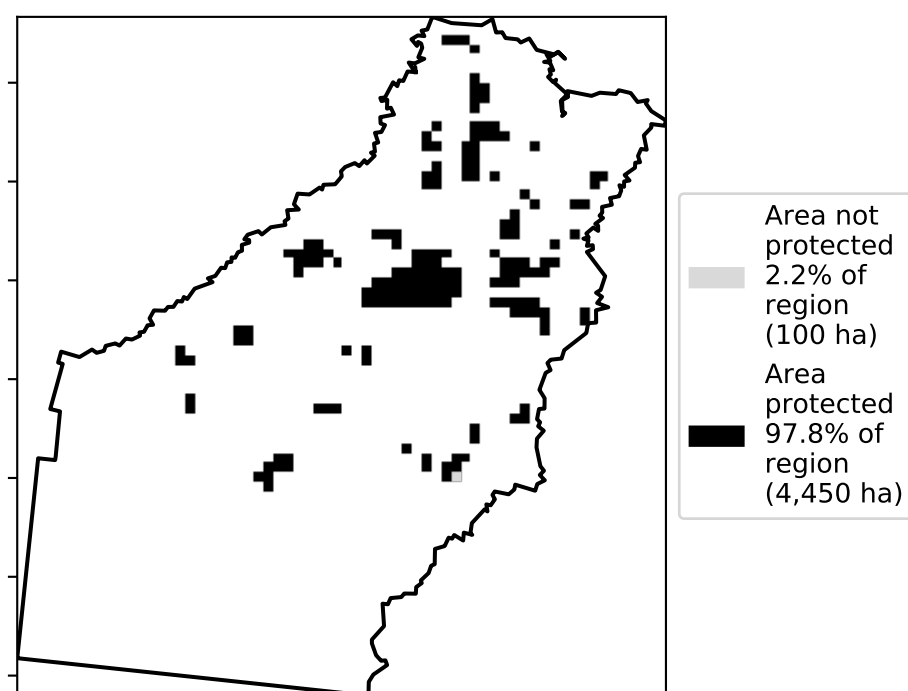 Area not
protected
2.2% of
region
(100 ha)
Area
protected
97.8% of
region
(4,450 ha)